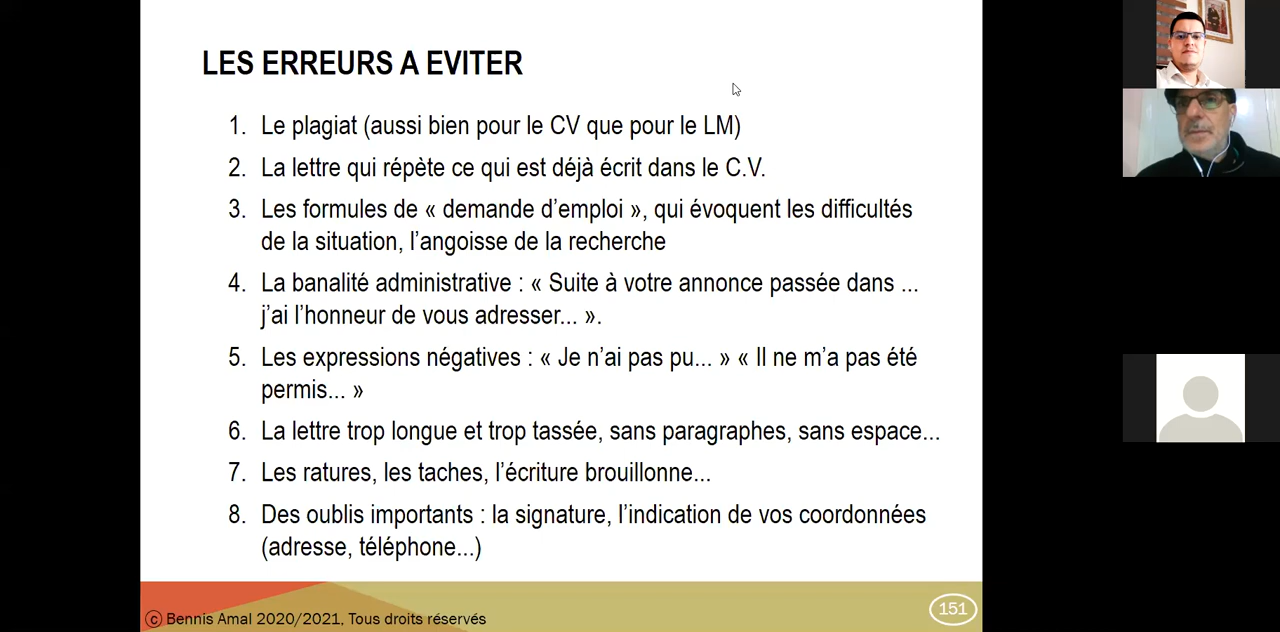 LES ERREURS A EVITER
1. Le plagiat (aussi bien pour le CV que pour le LM)
2. La lettre qui répète ce qui est déjà écrit dans le C.V.
3. Les formules de « demande d’emploi », qui évoquent les difficultés
de la situation, l’angoisse de la recherche
4. La banalité administrative : « Suite à votre annonce passée dans ...
j’ai l’honneur de vous adresser... ».
5. Les expressions négatives : « Je n’ai pas pu... » « Il ne m’a pas été
permis... »
6. La lettre trop longue et trop tassée, sans paragraphes, sans espace...
7. Les ratures, les taches, l’écriture brouillonne...
8. Des oublis importants : la signature, l’indication de vos coordonnées
(adresse, téléphone...)
© Bennis Amal 2020/2021, Tous droits réservés
151